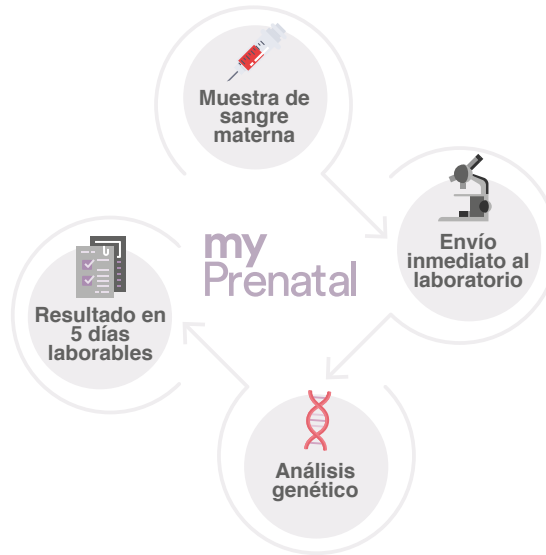 Muestra de
sangre
materna
Envío
inmediato al
laboratorio
my
Prenatal
Resultado en
5 días
laborables
Análisis
genético